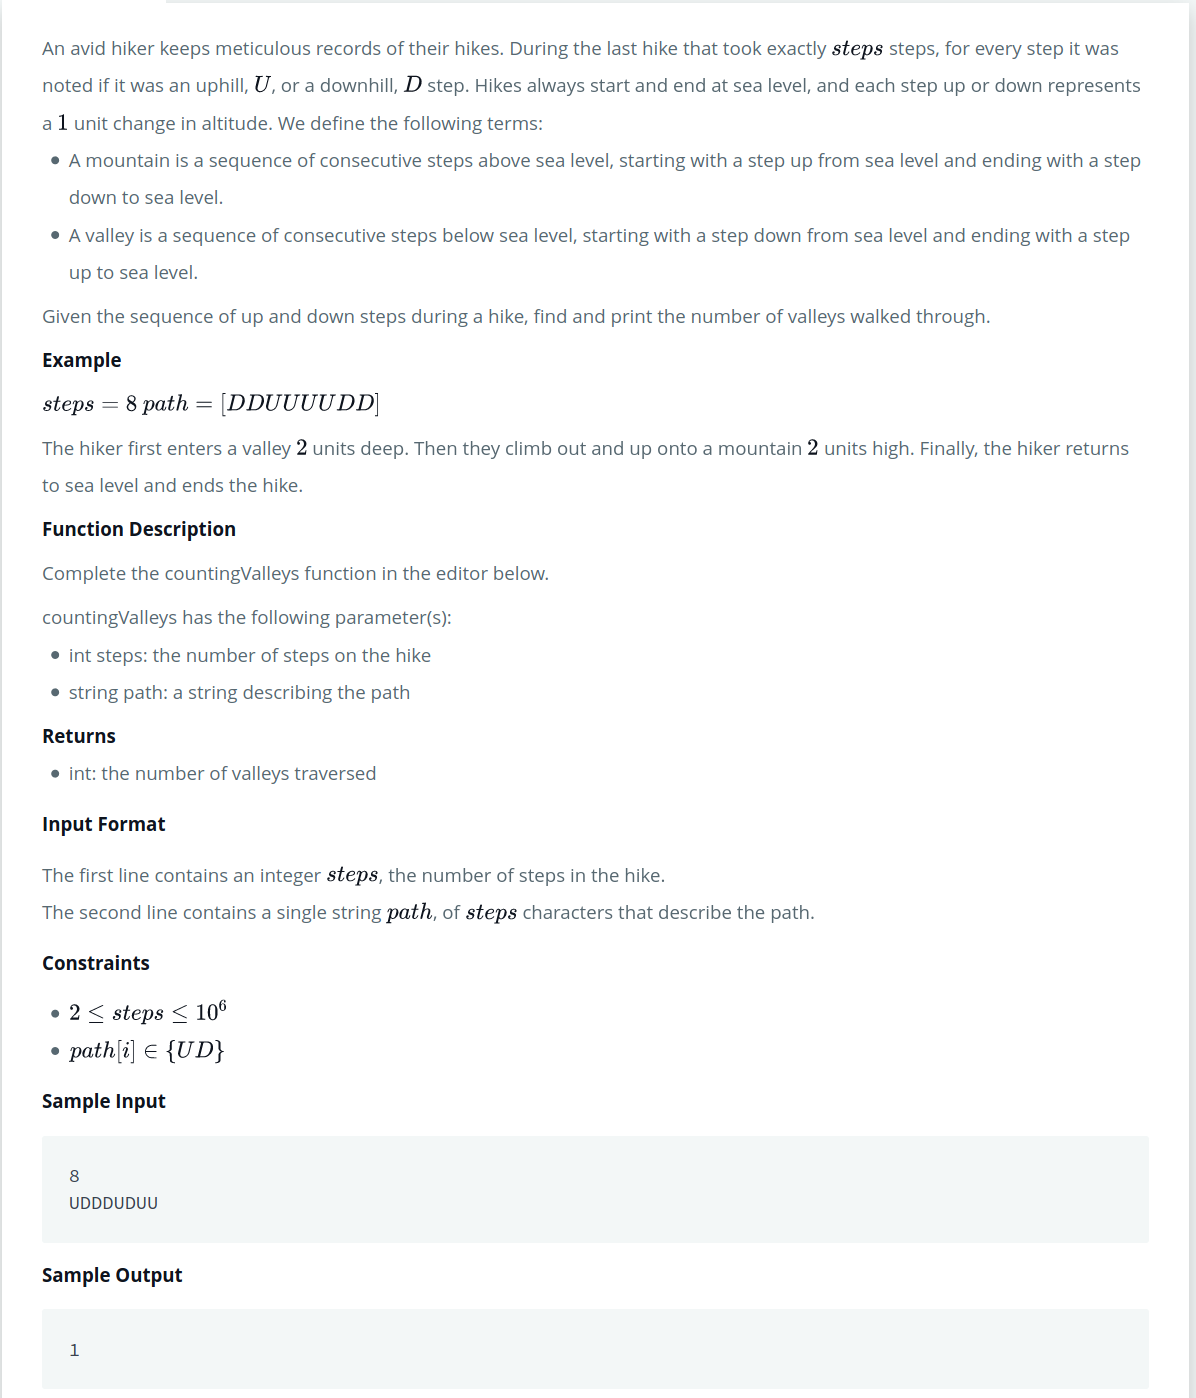 An avid hiker keeps meticulous records of their hikes. During the last hike that took exactly steps steps, for every step it was
noted if it was an uphill, U, or a downhill, D step. Hikes always start and end at sea level, and each step up or down represents
a 1 unit change in altitude. We define the following terms:
• A mountain is a sequence of consecutive steps above sea level, starting with a step up from sea level and ending with a step
down to sea level.
• A valley is a sequence of consecutive steps below sea level, starting with a step down from sea level and ending with a step
up to sea level.
Given the sequence of up and down steps during a hike, find and print the number of valleys walked through.
Example
steps = 8 path = [DDUUUUDD]
The hiker first enters a valley 2 units deep. Then they climb out and up onto a mountain 2 units high. Finally, the hiker returns
to sea level and ends the hike.
Function Description
Complete the countingValleys function in the editor below.
countingValleys has the following parameter(s):
• int steps: the number of steps on the hike
• string path: a string describing the path
Returns
• int: the number of valleys traversed
Input Format
The first line contains an integer steps, the number of steps in the hike.
The second line contains a single string path, of steps characters that describe the path.
Constraints
• 2 ≤ steps ≤ 10⁶
• path[i] ∈ {UD}
Sample Input
8
UDDDUDUU
Sample Output
1